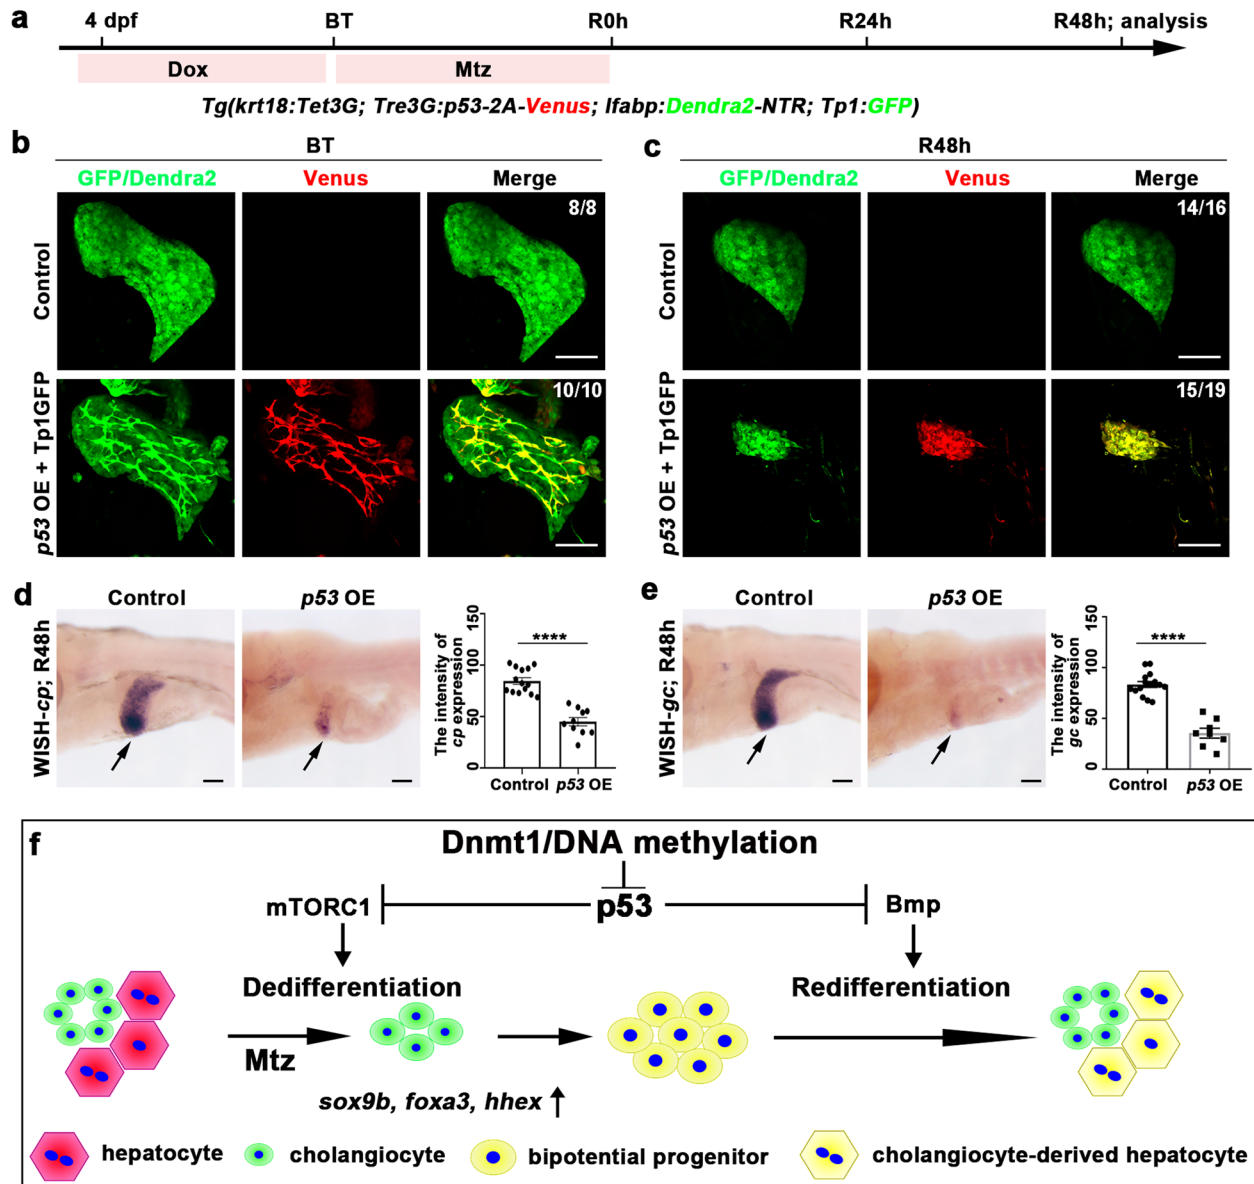 a
4 dpf BT R0h R24h R48h; analysis
Dox Mtz
Tg(krt18:Tet3G; Tre3G:p53-2A-Venus; lfabp:Dendra2-NTR; Tp1:GFP)
b
BT
GFP/Dendra2 Venus Merge
Control
8/8
p53 OE + Tp1GFP
10/10
c
R48h
GFP/Dendra2 Venus Merge
Control
14/16
p53 OE + Tp1GFP
15/19
d
Control p53 OE
WISH-cp; R48h
The intensity of
cp expression
150
100
50
0
****
Control p53 OE
e
Control p53 OE
WISH-gc; R48h
The intensity of
gc expression
150
100
50
0
****
Control p53 OE
f
Dnmt1/DNA methylation
mTORC1 p53 Bmp
Dedifferentiation Redifferentiation
Mtz
sox9b, foxa3, hhex
hepatocyte cholangiocyte bipotential progenitor cholangiocyte-derived hepatocyte